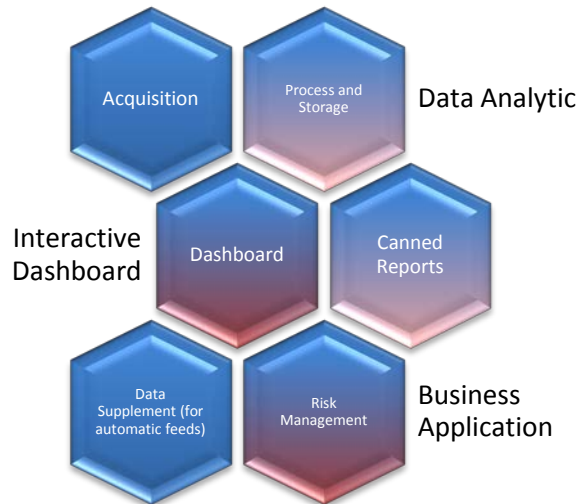 Acquisition
Process and
Storage
Data Analytic
Interactive
Dashboard
Dashboard
Canned
Reports
Data
Supplement (for
automatic feeds)
Risk
Management
Business
Application